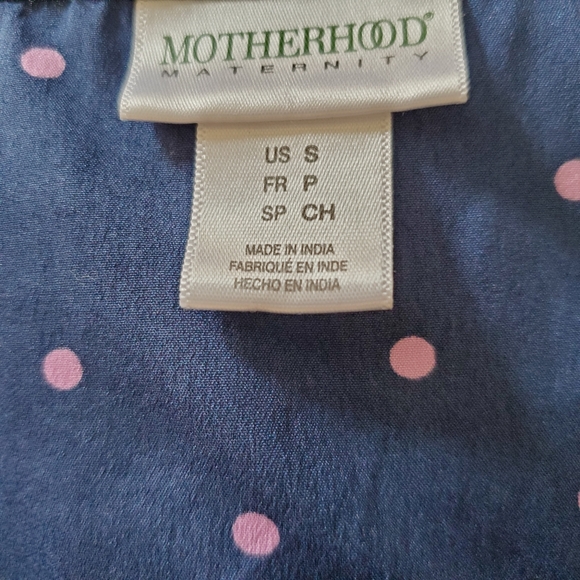 MOTHERHOOD®
MATERNITY
US S
FR P
SP CH
MADE IN INDIA
FABRIQUÉ EN INDE
HECHO EN INDIA